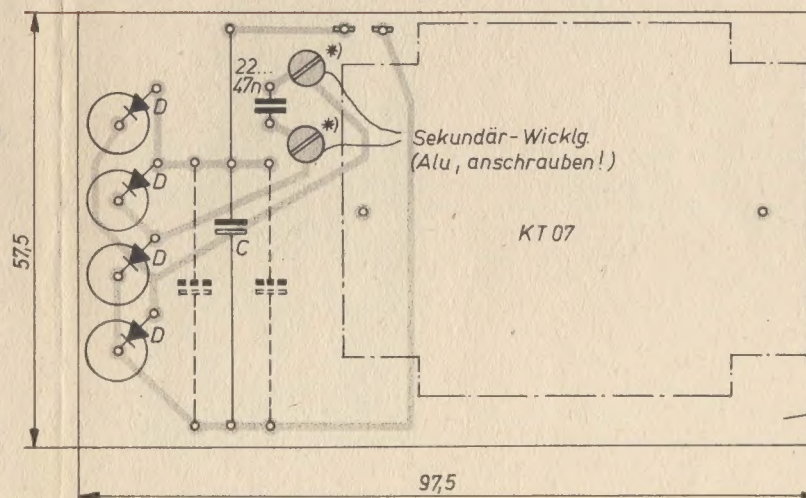 22...
47n
*)
*)
D
D
D
D
Sekundär-Wicklg.
(Alu, anschrauben!)
KT 07
C
57,5
97,5